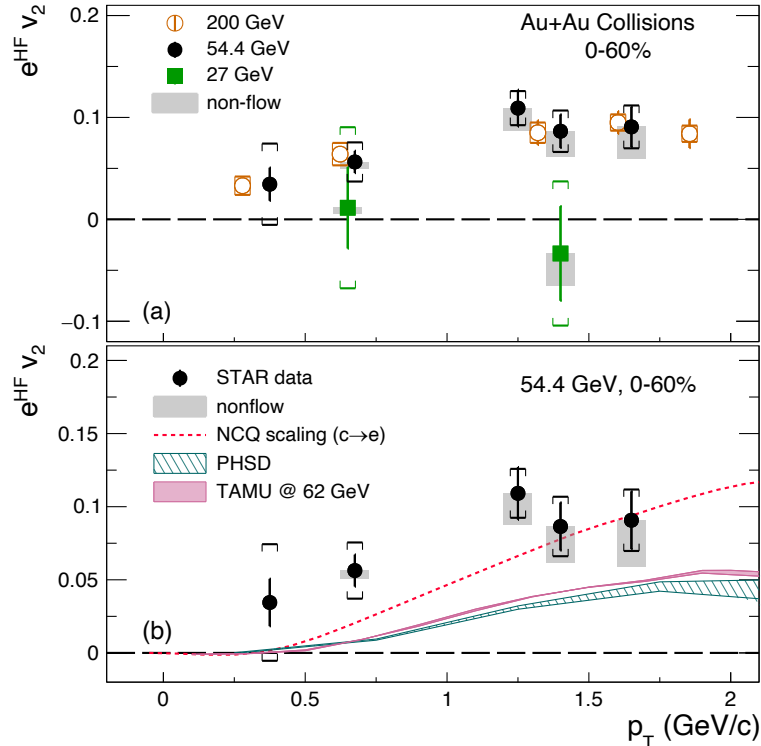 e^HF v_2
0.2
0.1
0
−0.1
200 GeV
54.4 GeV
27 GeV
non-flow
Au+Au Collisions
0-60%
(a)
e^HF v_2
0.2
0.15
0.1
0.05
0
STAR data
nonflow
NCQ scaling (c→e)
PHSD
TAMU @ 62 GeV
54.4 GeV, 0-60%
(b)
0
0.5
1
1.5
2
p_T (GeV/c)